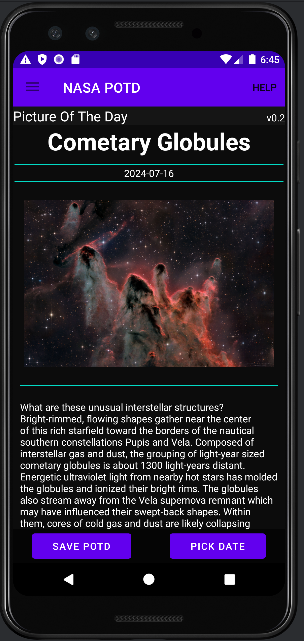 6:45
NASA POTD
HELP
Picture Of The Day
v0.2
Cometary Globules
2024-07-16
What are these unusual interstellar structures?
Bright-rimmed, flowing shapes gather near the center
of this rich starfield toward the borders of the nautical
southern constellations Pupis and Vela. Composed of
interstellar gas and dust, the grouping of light-year sized
cometary globules is about 1300 light-years distant.
Energetic ultraviolet light from nearby hot stars has molded
the globules and ionized their bright rims. The globules
also stream away from the Vela supernova remnant which
may have influenced their swept-back shapes. Within
them, cores of cold gas and dust are likely collapsing
SAVE POTD
PICK DATE